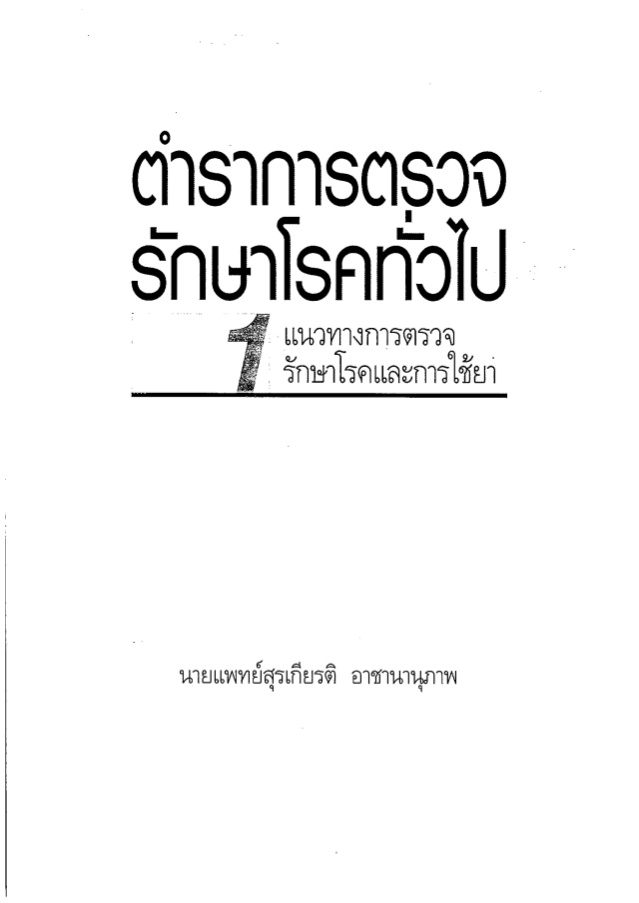 ตำราการตรวจ
รักษาโรคทั่วไป
1 แนวทางการตรวจ
รักษาโรคและการใช้ยา
นายแพทย์สุรเกียรติ อาชานานุภาพ